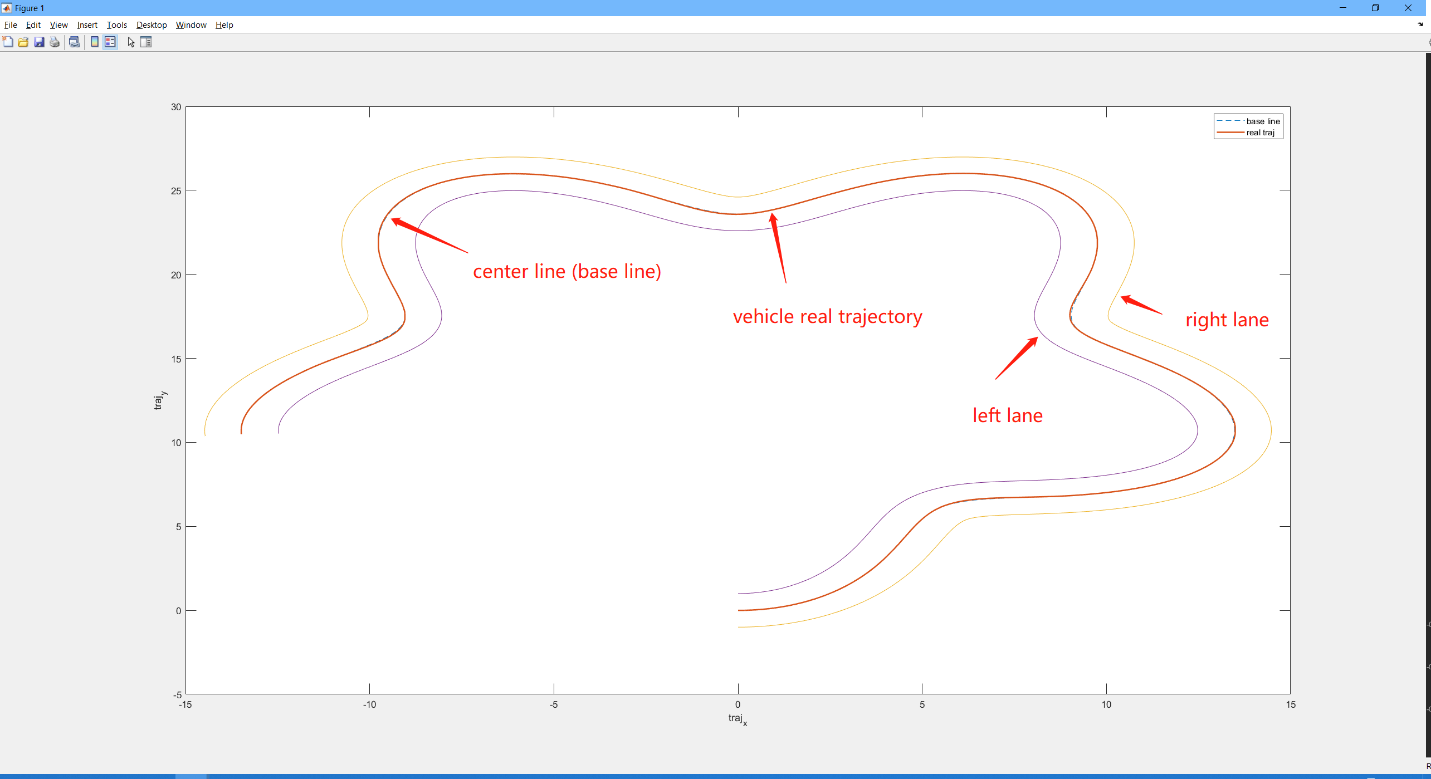 Figure 1
File Edit View Insert Tools Desktop Window Help
30
25
20
15
10
5
0
-5
-15 -10 -5 0 5 10 15
traj_x
traj_y
base line
real traj
center line (base line)
vehicle real trajectory
right lane
left lane